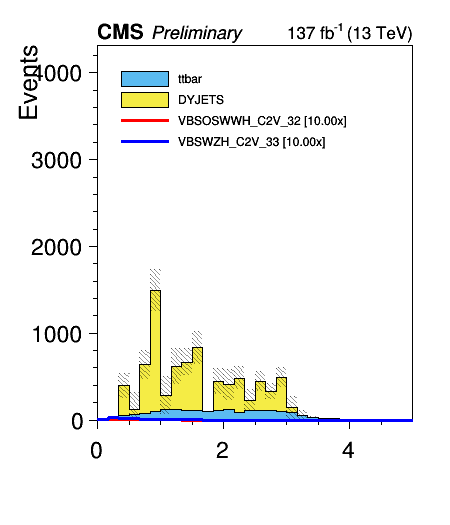 CMS Preliminary 137 fb⁻¹ (13 TeV)
Events
4000
3000
2000
1000
0
ttbar
DYJETS
VBSOSWWH_C2V_32 [10.00x]
VBSWZH_C2V_33 [10.00x]
0 2 4